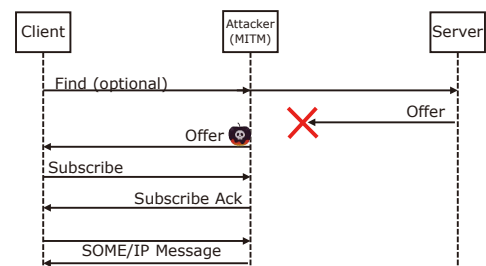 Client
Attacker
(MITM)
Server
Find (optional)
Offer
Offer
Subscribe
Subscribe Ack
SOME/IP Message